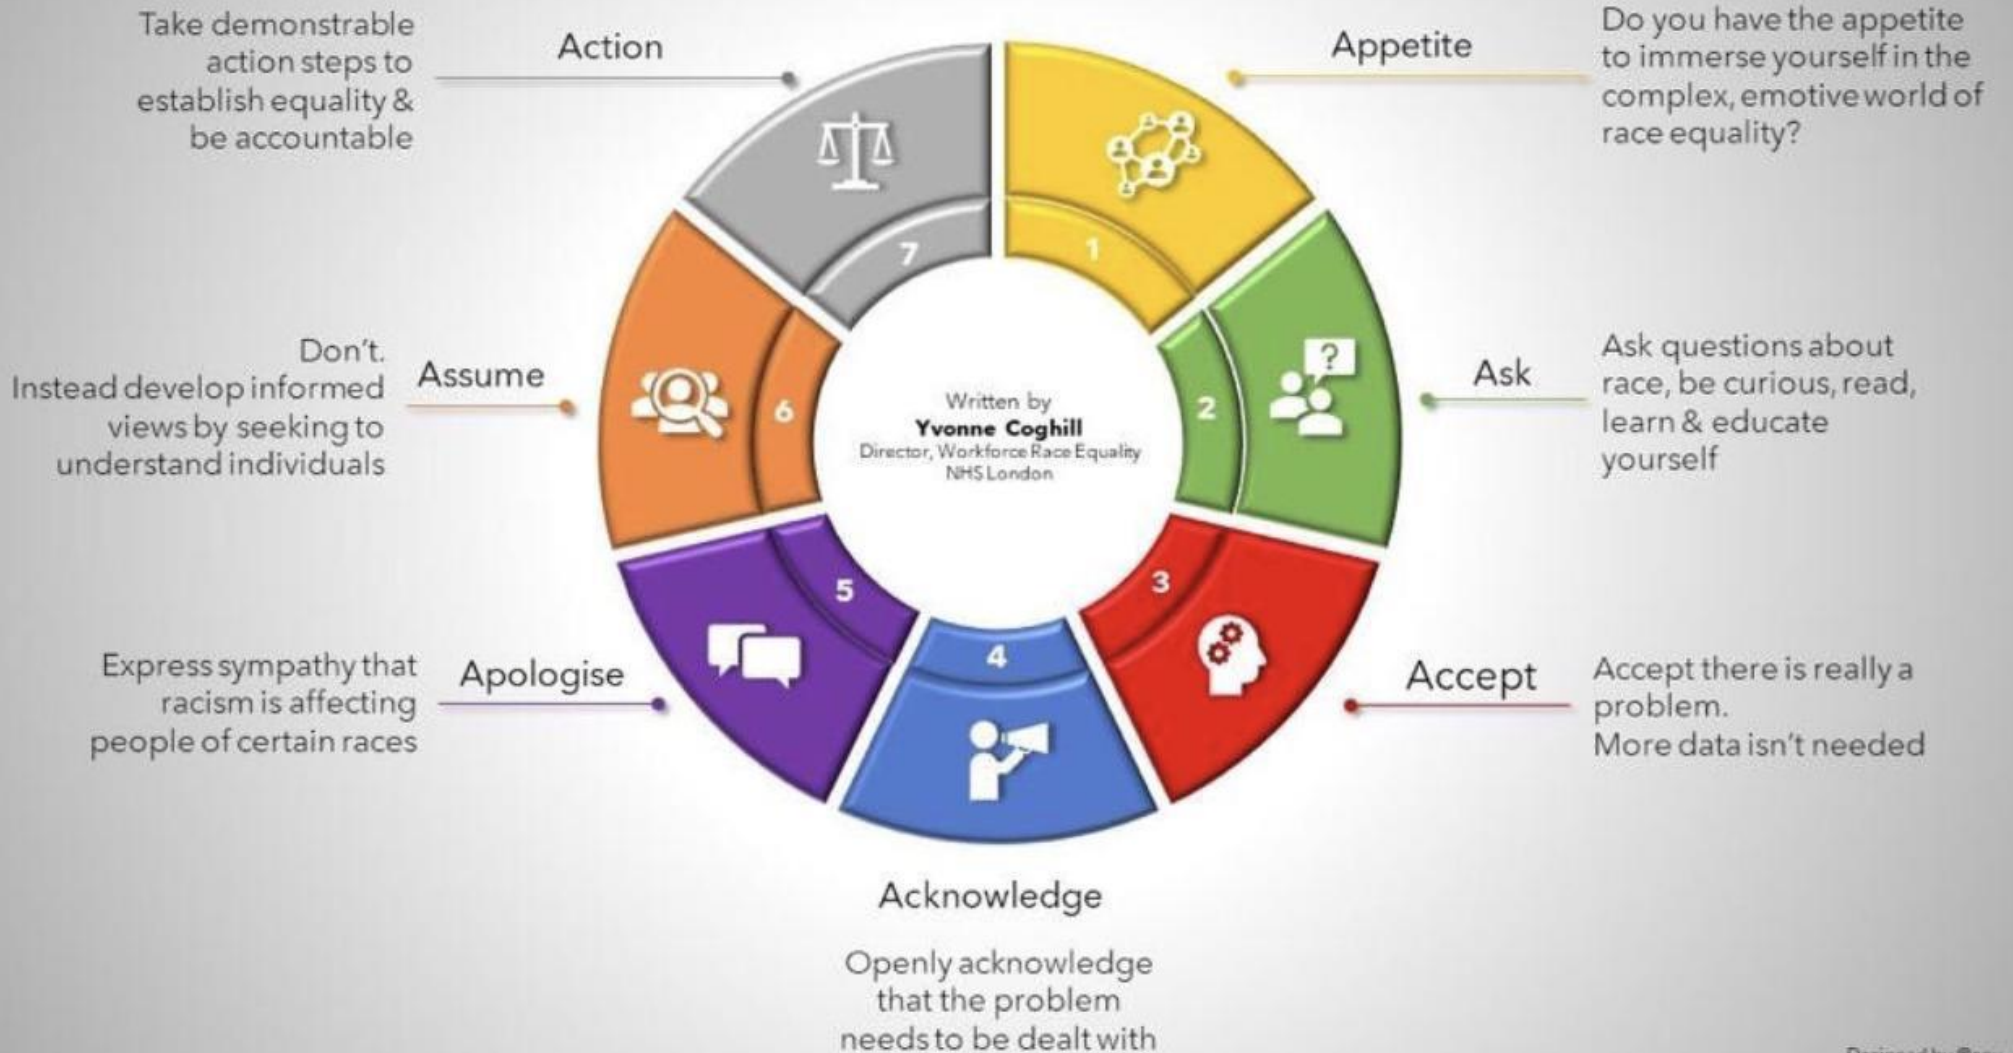 Appetite
Do you have the appetite
to immerse yourself in the
complex, emotive world of
race equality?
1
Ask
Ask questions about
race, be curious, read,
learn & educate
yourself
2
Accept
Accept there is really a
problem.
More data isn't needed
3
4
Acknowledge
Openly acknowledge
that the problem
needs to be dealt with
5
Apologise
Express sympathy that
racism is affecting
people of certain races
6
Assume
Don't.
Instead develop informed
views by seeking to
understand individuals
7
Action
Take demonstrable
action steps to
establish equality &
be accountable
?
Written by
Yvonne Coghill
Director, Workforce Race Equality
NHS London